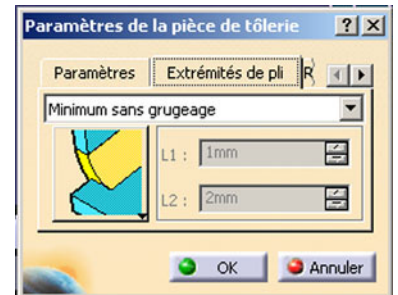 Paramètres de la pièce de tôlerie
Paramètres Extrémités de pli R
Minimum sans grugeage
L1 : 1mm
L2 : 2mm
OK Annuler